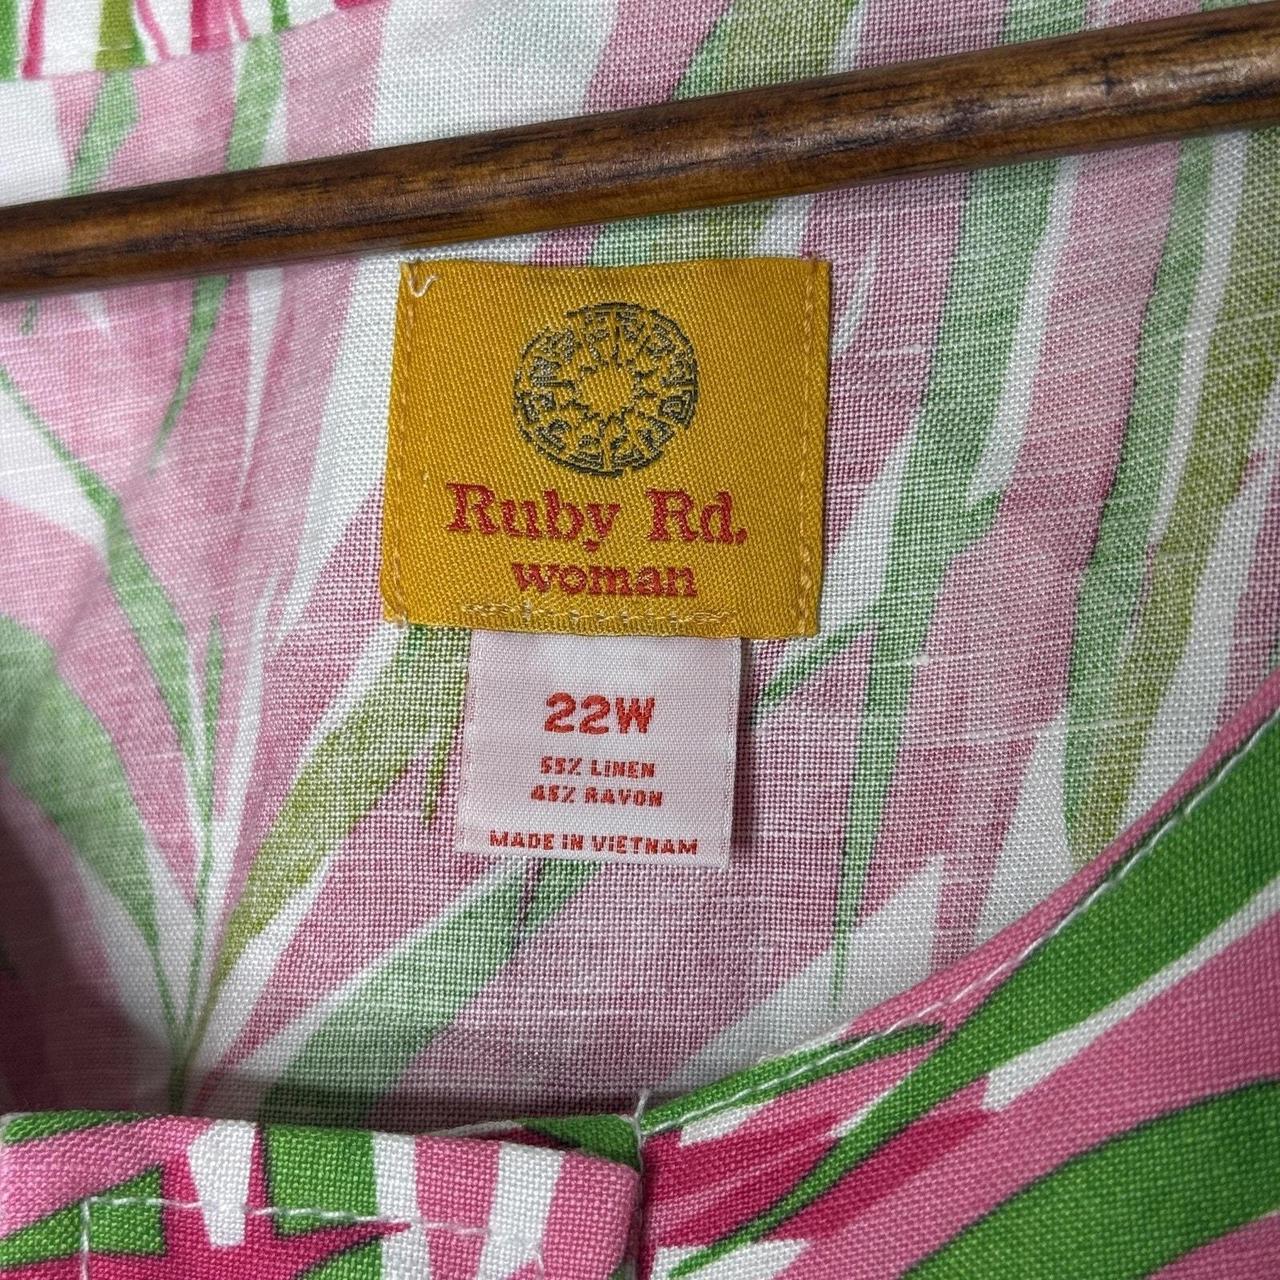 Ruby Rd.
woman
22W
55% LINEN
45% RAYON
MADE IN VIETNAM